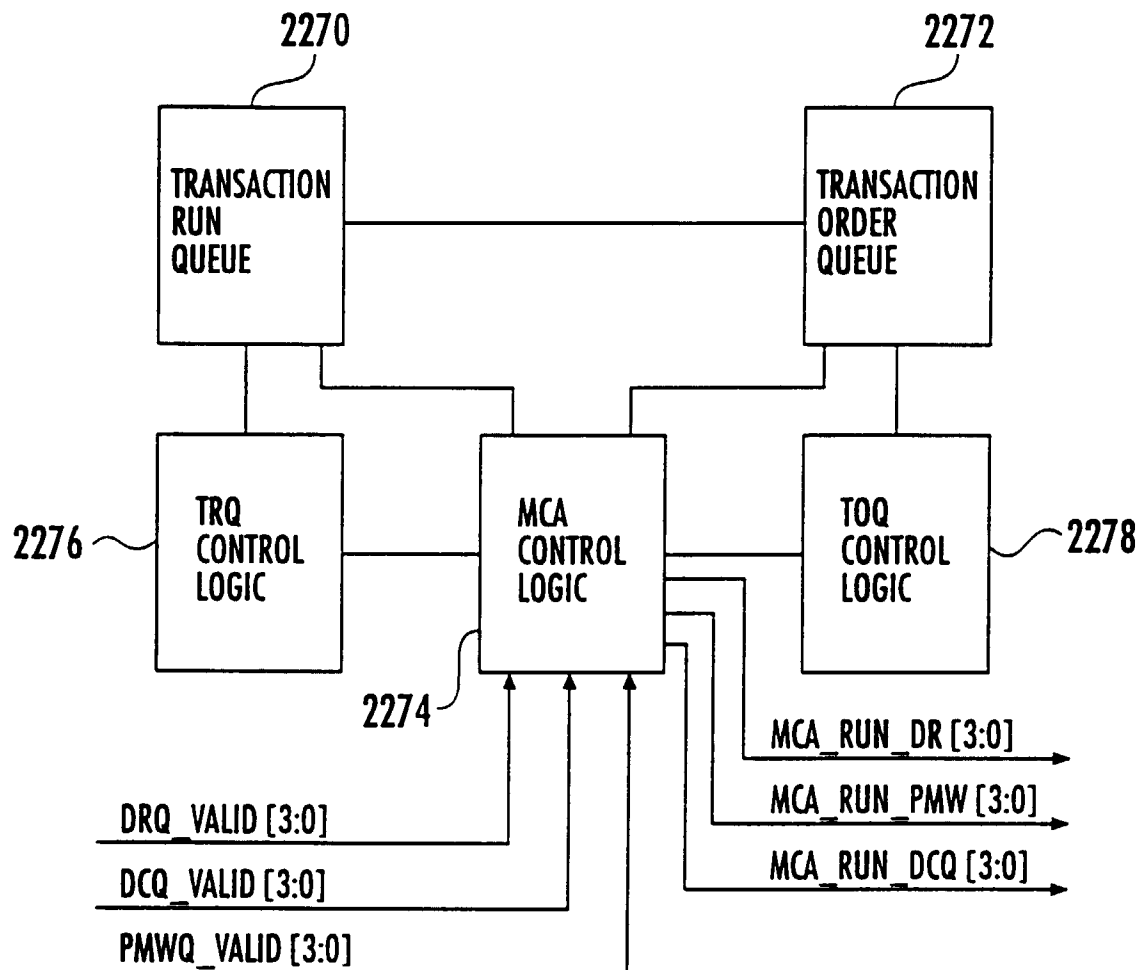 2270
2272
TRANSACTION
RUN
QUEUE
TRANSACTION
ORDER
QUEUE
2276
TRQ
CONTROL
LOGIC
MCA
CONTROL
LOGIC
TOQ
CONTROL
LOGIC
2278
2274
MCA_RUN_DR [3:0]
MCA_RUN_PMW [3:0]
MCA_RUN_DCQ [3:0]
DRQ_VALID [3:0]
DCQ_VALID [3:0]
PMWQ_VALID [3:0]